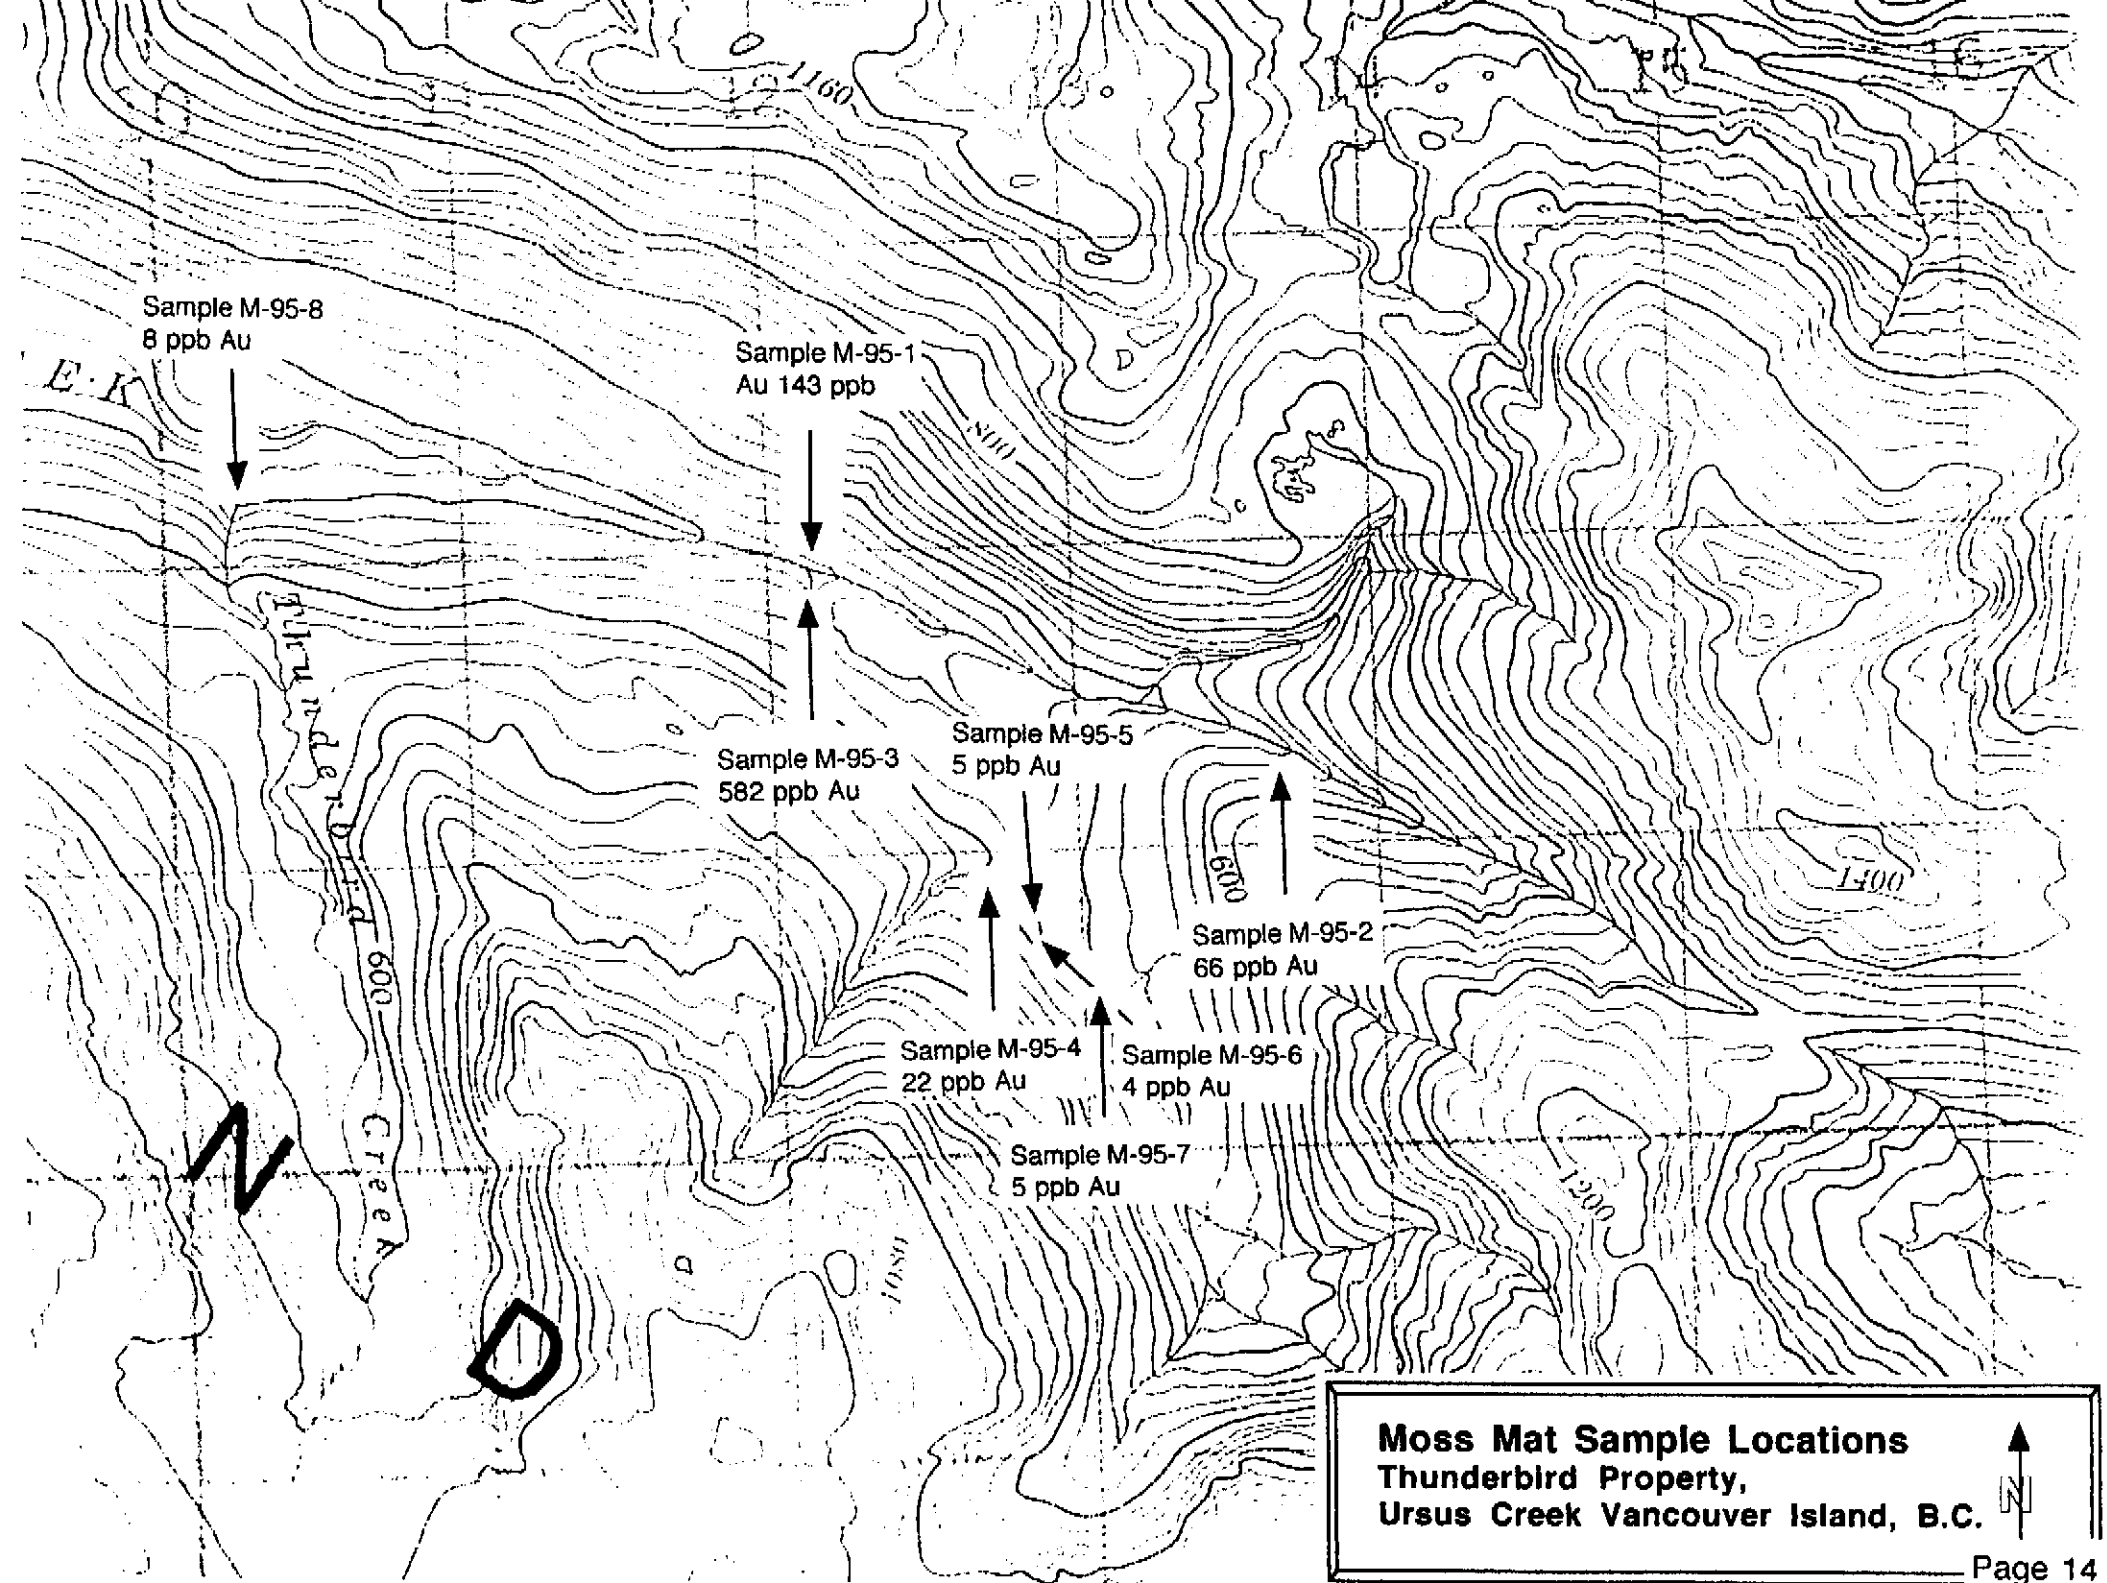 1160
Sample M-95-8
8 ppb Au
E K
Sample M-95-1
Au 143 ppb
800
Thunderbird
Sample M-95-3
582 ppb Au
Sample M-95-5
5 ppb Au
600
1400
Sample M-95-2
66 ppb Au
600
Sample M-95-4
22 ppb Au
Sample M-95-6
4 ppb Au
Creek
N
Sample M-95-7
5 ppb Au
1200
1080
D
Moss Mat Sample Locations
Thunderbird Property,
Ursus Creek Vancouver Island, B.C.
N
Page 14